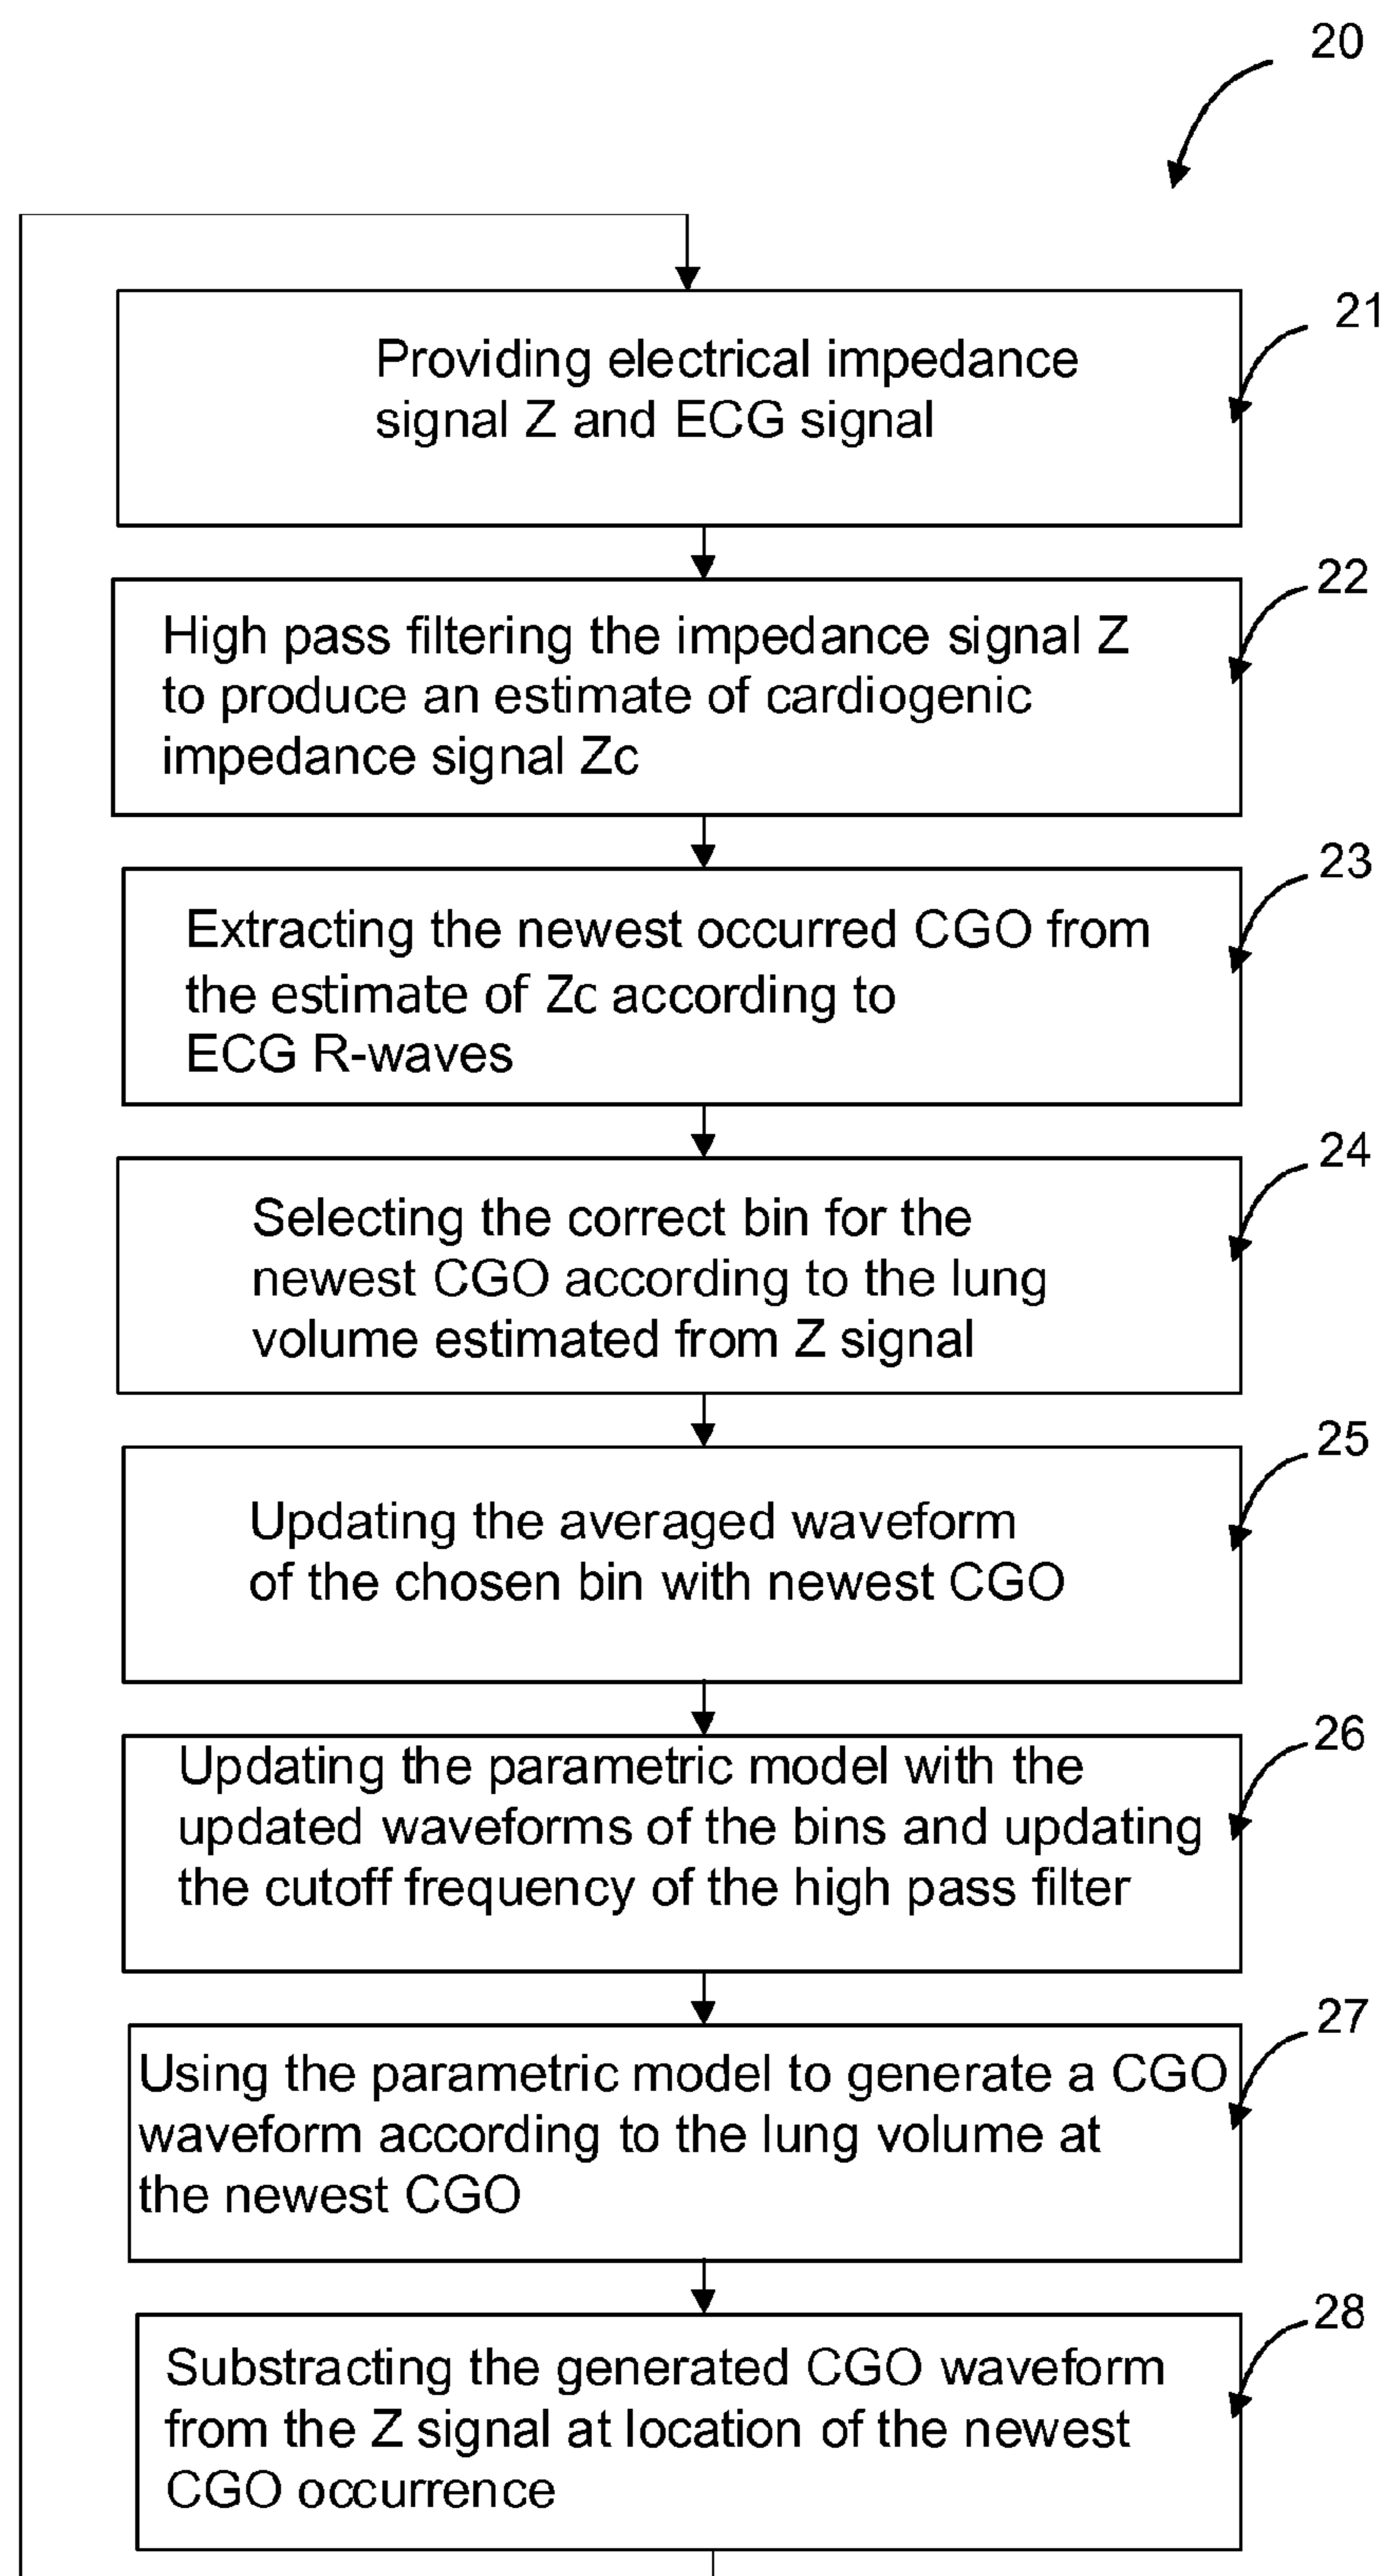 20
Providing electrical impedance
signal Z and ECG signal
21
High pass filtering the impedance signal Z
to produce an estimate of cardiogenic
impedance signal Zc
22
Extracting the newest occurred CGO from
the estimate of Zc according to
ECG R-waves
23
Selecting the correct bin for the
newest CGO according to the lung
volume estimated from Z signal
24
Updating the averaged waveform
of the chosen bin with newest CGO
25
Updating the parametric model with the
updated waveforms of the bins and updating
the cutoff frequency of the high pass filter
26
Using the parametric model to generate a CGO
waveform according to the lung volume at
the newest CGO
27
Substracting the generated CGO waveform
from the Z signal at location of the newest
CGO occurrence
28